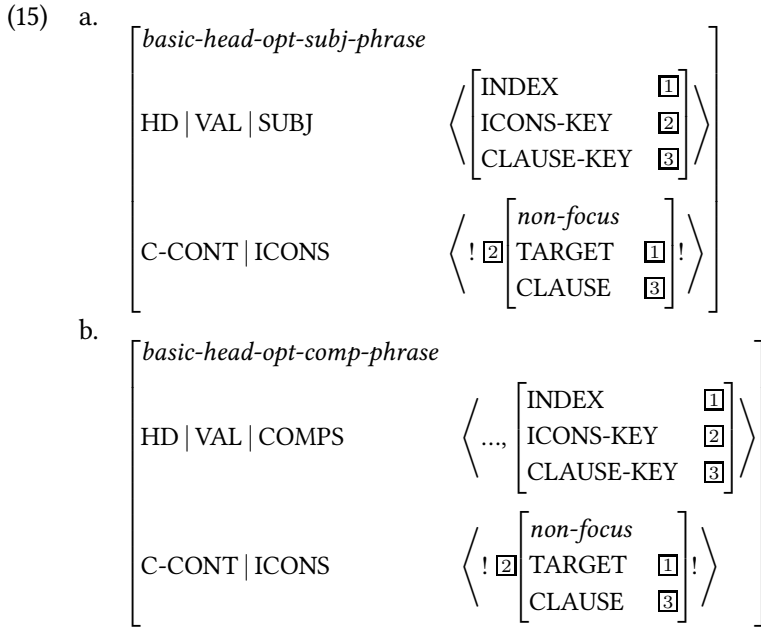 (15) a.
basic-head-opt-subj-phrase
INDEX 1
HD | VAL | SUBJ ⟨ ICONS-KEY 2 ⟩
CLAUSE-KEY 3
non-focus
C-CONT | ICONS ⟨ ! 2 TARGET 1 ! ⟩
CLAUSE 3
b.
basic-head-opt-comp-phrase
INDEX 1
HD | VAL | COMPS ⟨ ..., ICONS-KEY 2 ⟩
CLAUSE-KEY 3
non-focus
C-CONT | ICONS ⟨ ! 2 TARGET 1 ! ⟩
CLAUSE 3